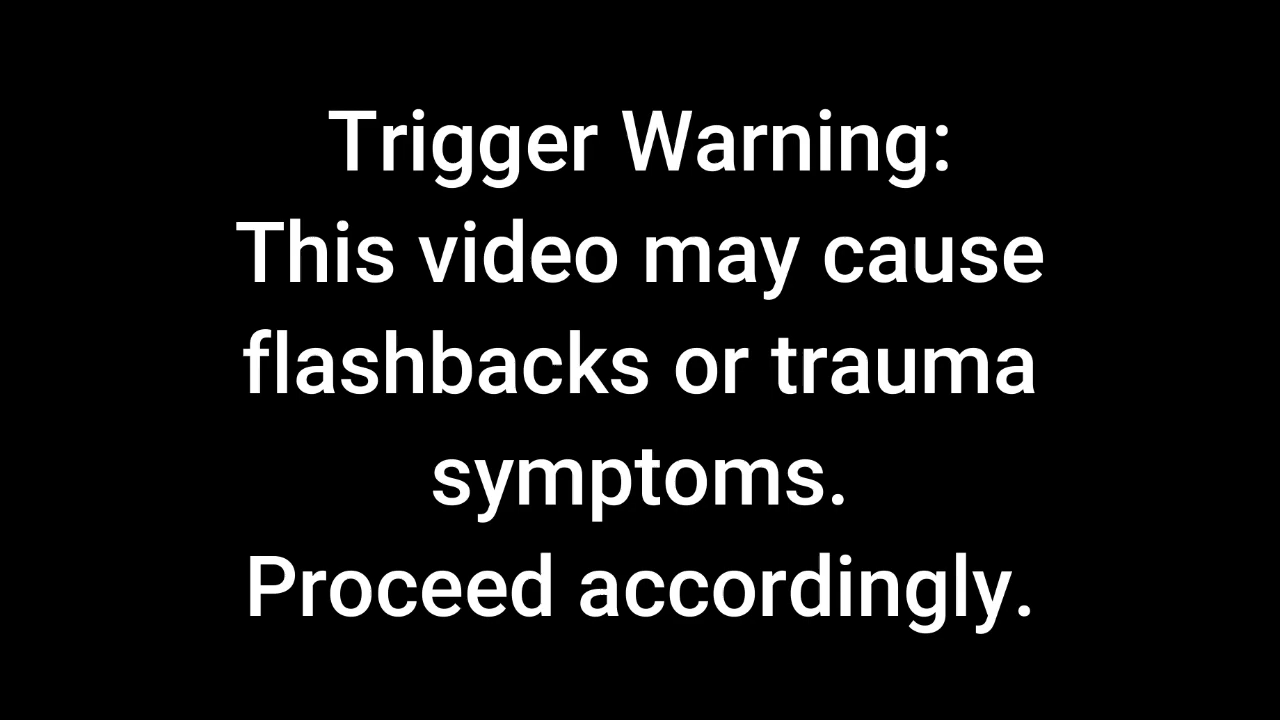 Trigger Warning:
This video may cause
flashbacks or trauma
symptoms.
Proceed accordingly.